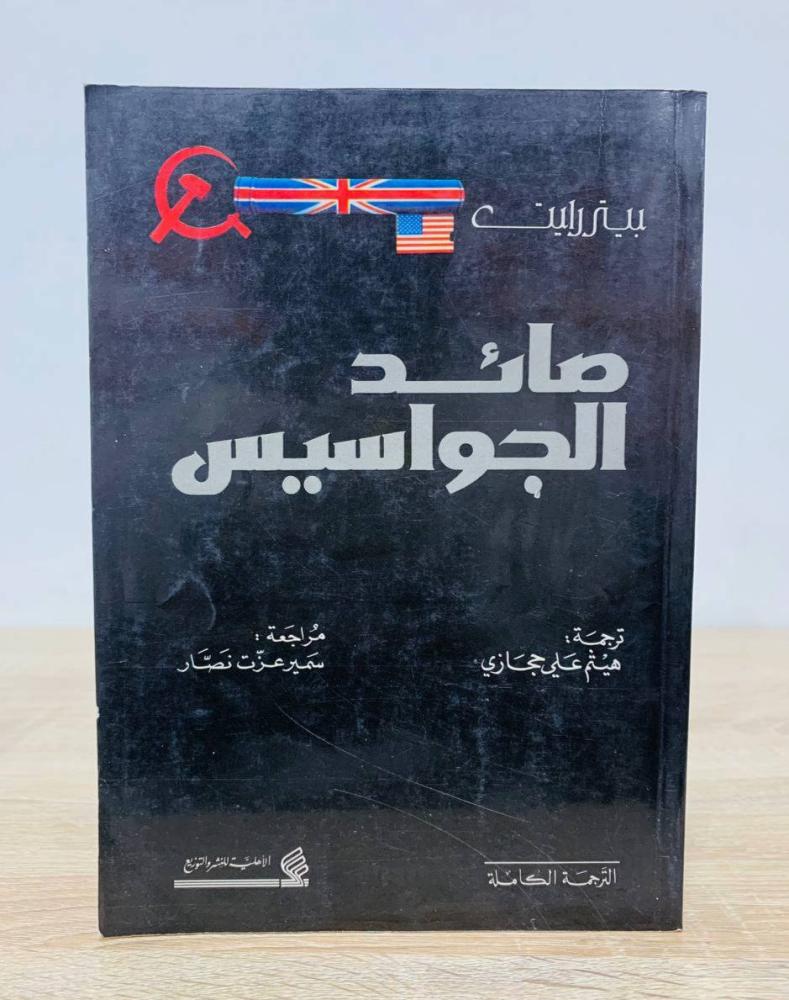 بيتر رايت
صائد
الجواسيس
ترجمة:
هيثم علي حجازي
مراجعة:
سمير عزت نصار
الترجمة الكاملة
الأهلية للنشر والتوزيع